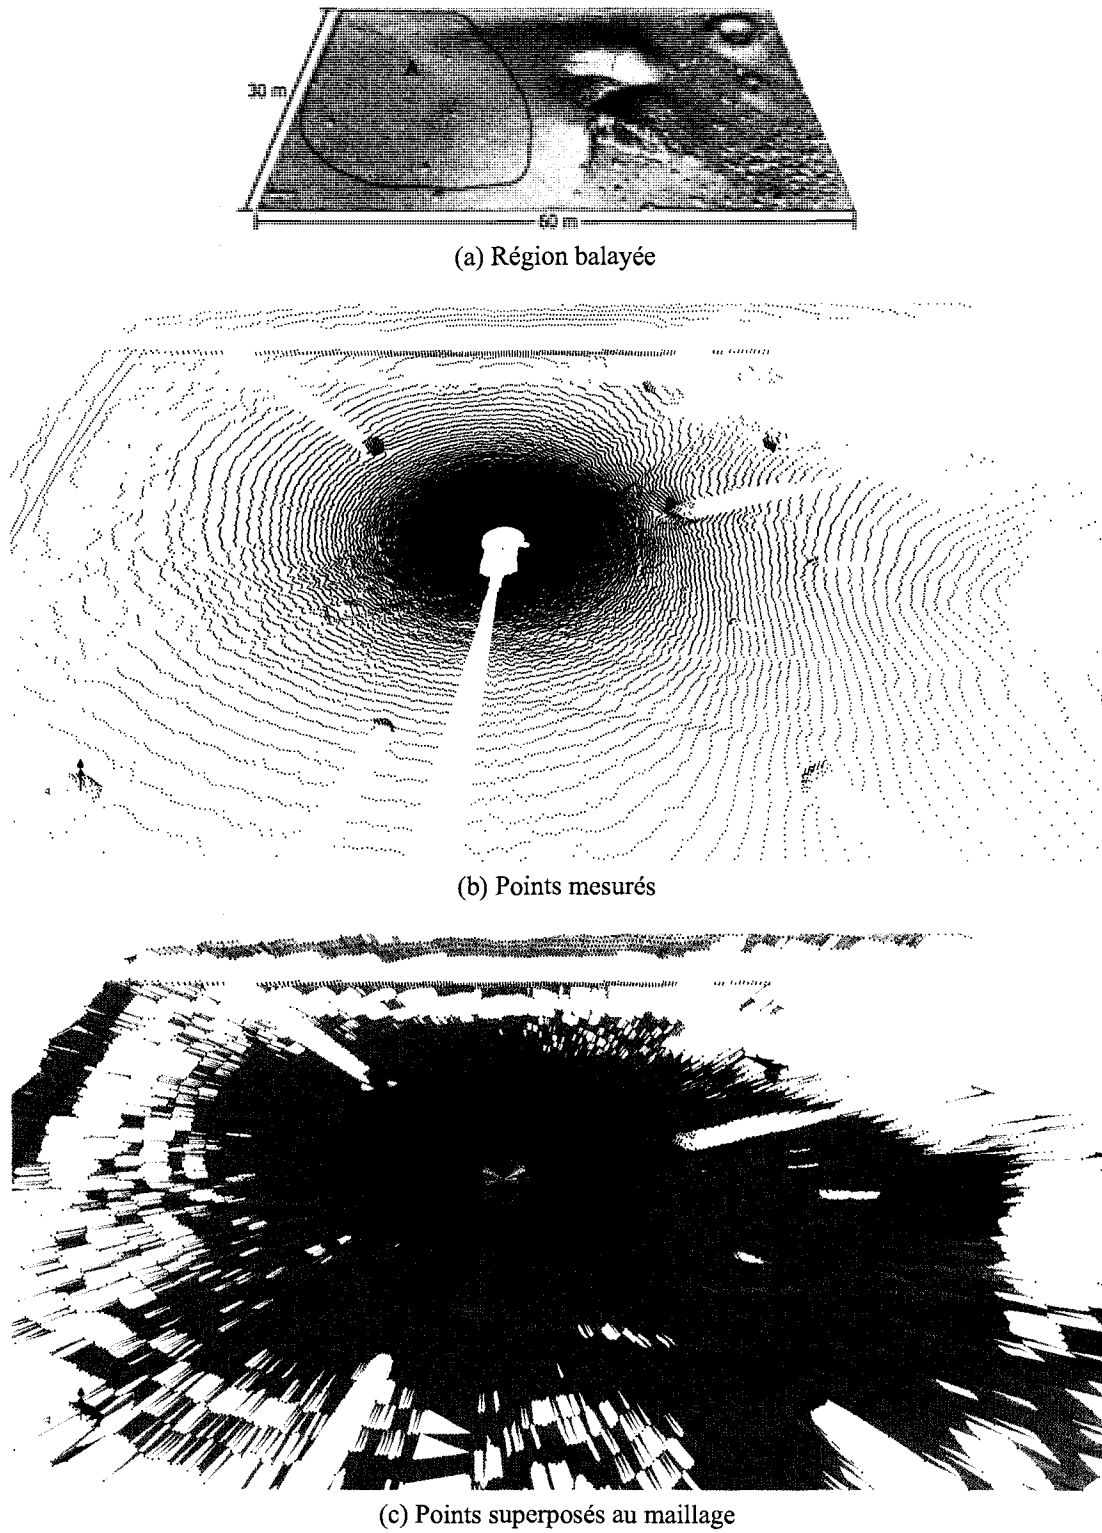 A
30 m
60 m
(a) Région balayée
(b) Points mesurés
(c) Points superposés au maillage